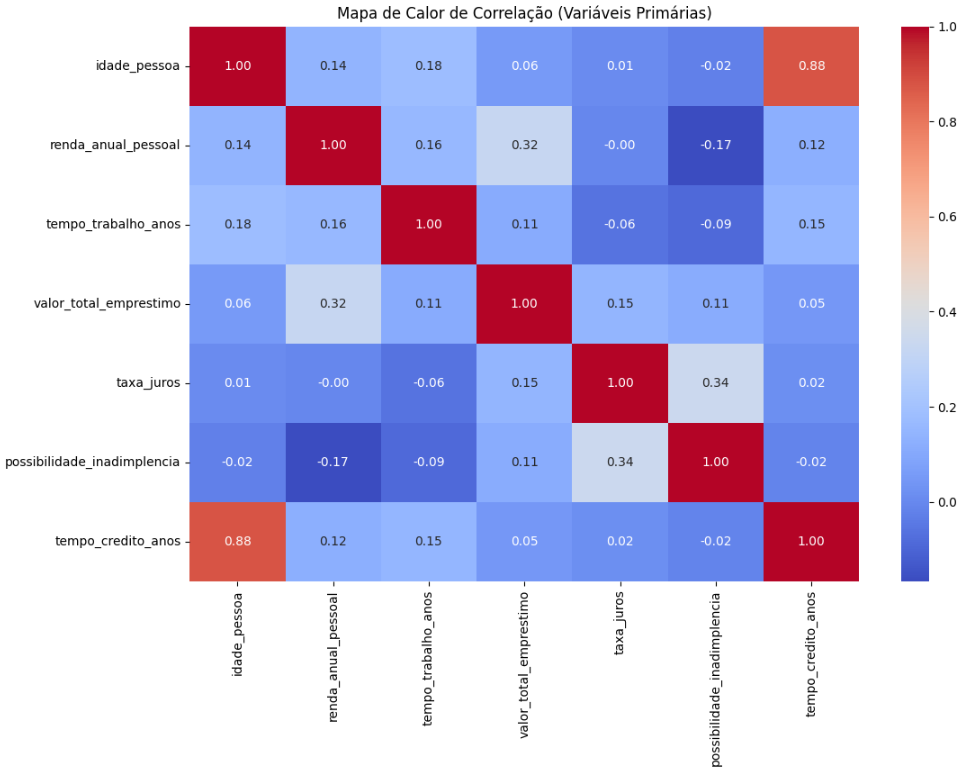 Mapa de Calor de Correlação (Variáveis Primárias)
idade_pessoa 1.00 0.14 0.18 0.06 0.01 -0.02 0.88
renda_anual_pessoal 0.14 1.00 0.16 0.32 -0.00 -0.17 0.12
tempo_trabalho_anos 0.18 0.16 1.00 0.11 -0.06 -0.09 0.15
valor_total_emprestimo 0.06 0.32 0.11 1.00 0.15 0.11 0.05
taxa_juros 0.01 -0.00 -0.06 0.15 1.00 0.34 0.02
possibilidade_inadimplencia -0.02 -0.17 -0.09 0.11 0.34 1.00 -0.02
tempo_credito_anos 0.88 0.12 0.15 0.05 0.02 -0.02 1.00
idade_pessoa
renda_anual_pessoal
tempo_trabalho_anos
valor_total_emprestimo
taxa_juros
possibilidade_inadimplencia
tempo_credito_anos
1.0
0.8
0.6
0.4
0.2
0.0